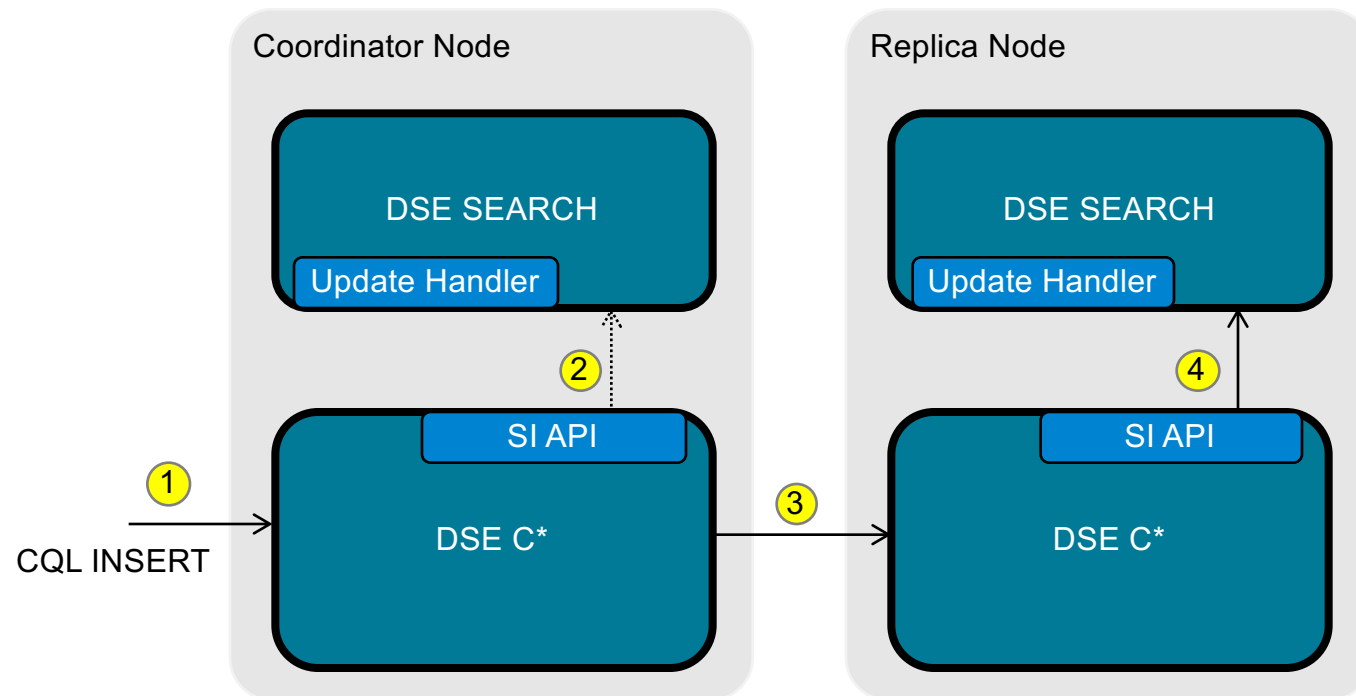 Coordinator Node
Replica Node
DSE SEARCH
DSE SEARCH
Update Handler
Update Handler
2
4
SI API
SI API
1
3
DSE C*
DSE C*
CQL INSERT